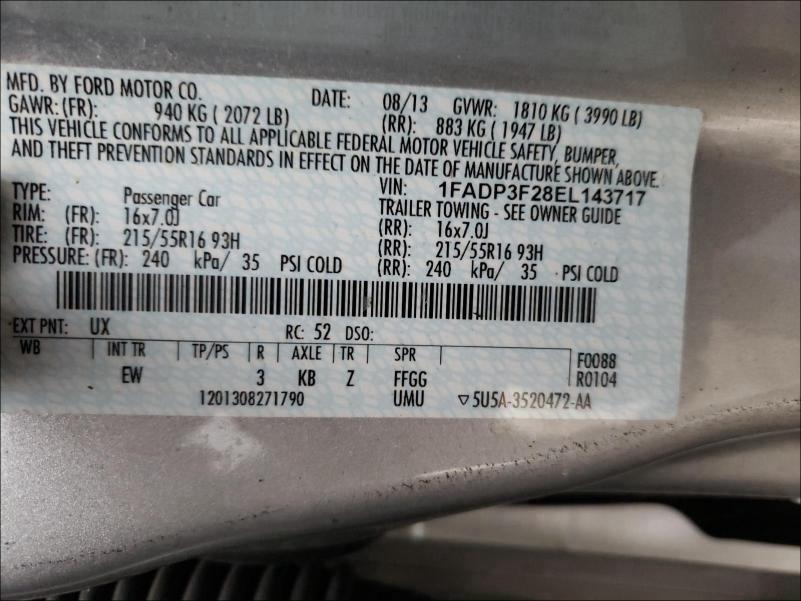 MFD. BY FORD MOTOR CO. DATE: 08/13 GVWR: 1810 KG ( 3990 LB)
GAWR: (FR): 940 KG ( 2072 LB) (RR): 883 KG ( 1947 LB)
THIS VEHICLE CONFORMS TO ALL APPLICABLE FEDERAL MOTOR VEHICLE SAFETY, BUMPER,
AND THEFT PREVENTION STANDARDS IN EFFECT ON THE DATE OF MANUFACTURE SHOWN ABOVE.
VIN: 1FADP3F28EL143717
TYPE: Passenger Car TRAILER TOWING - SEE OWNER GUIDE
RIM: (FR): 16x7.0J (RR): 16x7.0J
TIRE: (FR): 215/55R16 93H (RR): 215/55R16 93H
PRESSURE: (FR): 240 kPa/ 35 PSI COLD (RR): 240 kPa/ 35 PSI COLD
EXT PNT: UX RC: 52 DSO:
WB INT TR TP/PS R AXLE TR SPR F0088
EW 3 KB Z FFGG R0104
1201308271790 UMU ▽5U5A-3520472-AA